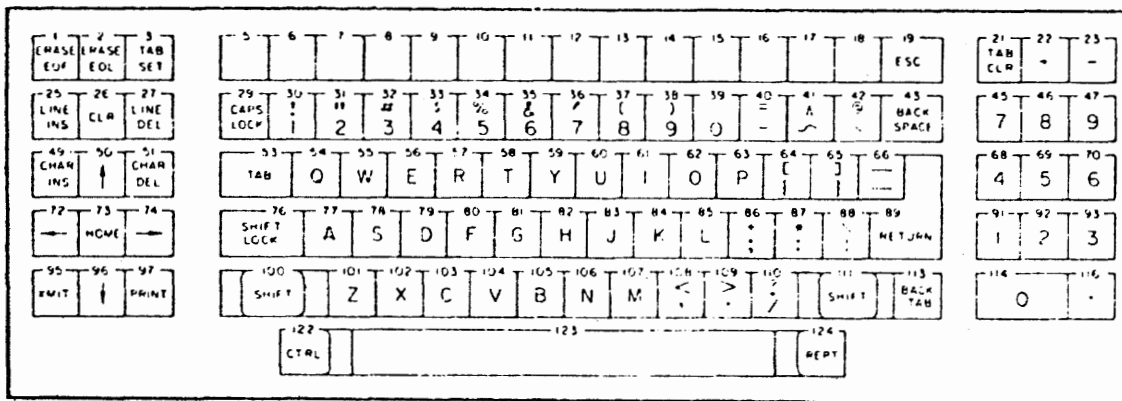 1 2 3 5 6 7 8 9 10 11 12 13 14 15 16 17 18 19 21 22 23
ERASE EOF ERASE EOL TAB SET ESC TAB CLR + -
25 26 27 29 30 31 32 33 34 35 36 37 38 39 40 41 42 43 45 46 47
LINE INS CLR LINE DEL CAPS LOCK ! 1 " 2 # 3 4 % 5 & 6 ' 7 ( 8 ) 9 0 = - ^ @ BACK SPACE 7 8 9
49 50 51 53 54 55 56 57 58 59 60 61 62 63 64 65 66 68 69 70
CHAR INS ↑ CHAR DEL TAB Q W E R T Y U I O P [ ] 4 5 6
72 73 74 76 77 78 79 80 81 82 83 84 85 86 87 88 89 91 92 93
← HOME → SHIFT LOCK A S D F G H J K L ; : RETURN 1 2 3
95 96 97 100 101 102 103 104 105 106 107 108 109 110 111 113 114 116
XMIT ↓ PRINT SHIFT Z X C V B N M < , > . / SHIFT BACK TAB 0 .
122 123 124
CTRL REPT